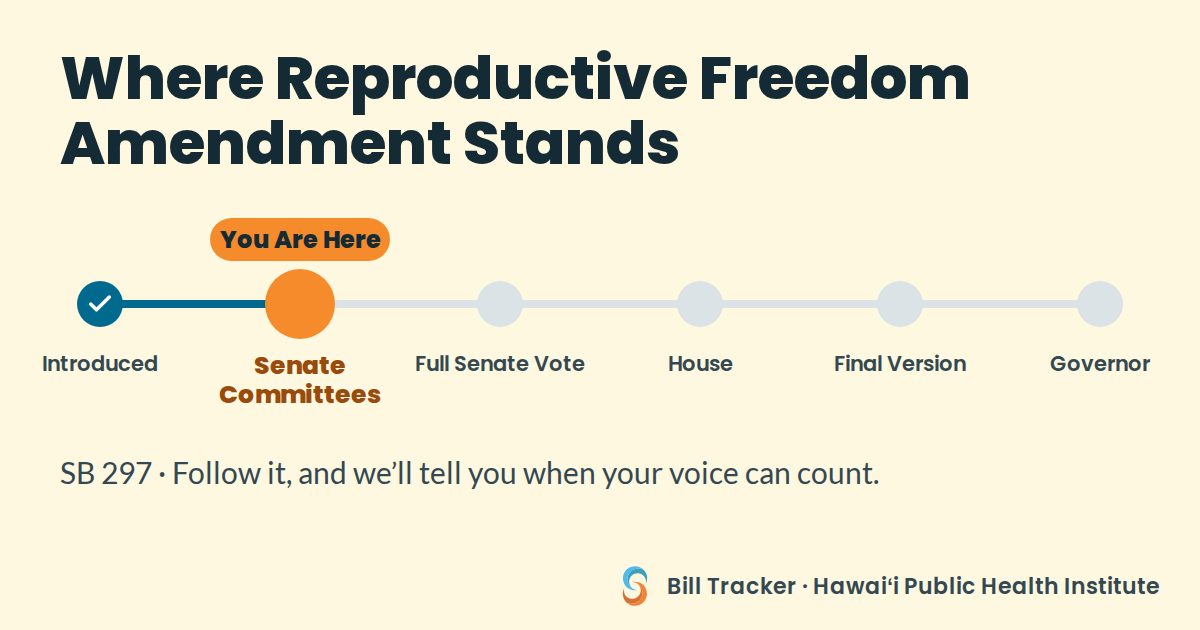 Where Reproductive Freedom
Amendment Stands
You Are Here
Introduced
Senate
Committees
Full Senate Vote
House
Final Version
Governor
SB 297 · Follow it, and we’ll tell you when your voice can count.
Bill Tracker · Hawaiʻi Public Health Institute